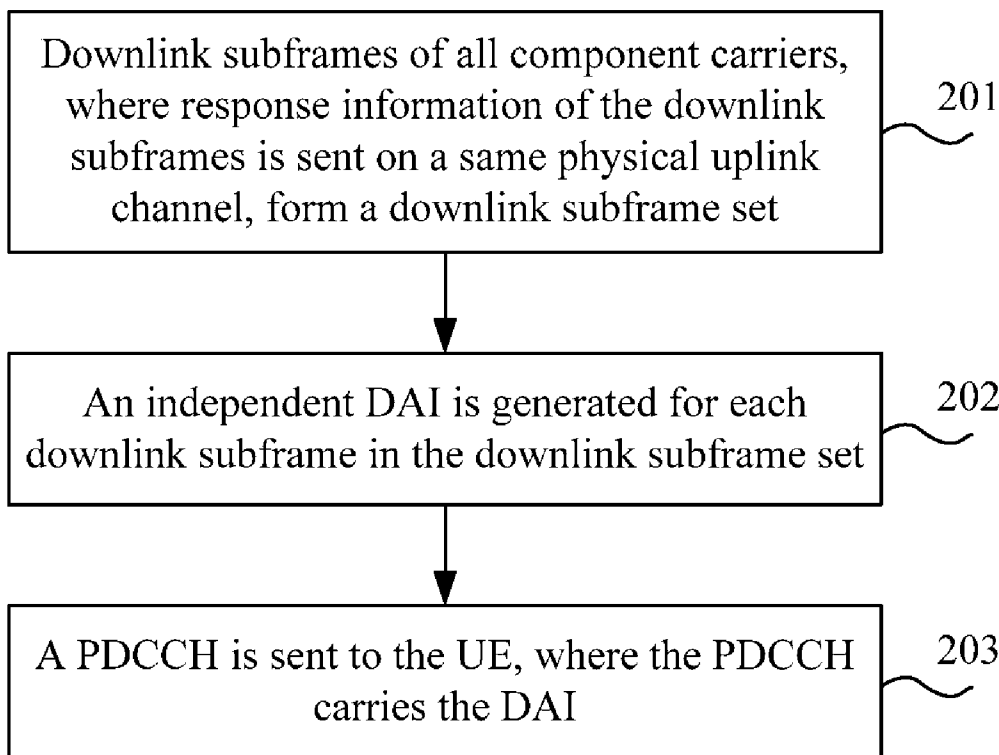 Downlink subframes of all component carriers,
where response information of the downlink
subframes is sent on a same physical uplink
channel, form a downlink subframe set
201
An independent DAI is generated for each
downlink subframe in the downlink subframe set
202
A PDCCH is sent to the UE, where the PDCCH
carries the DAI
203